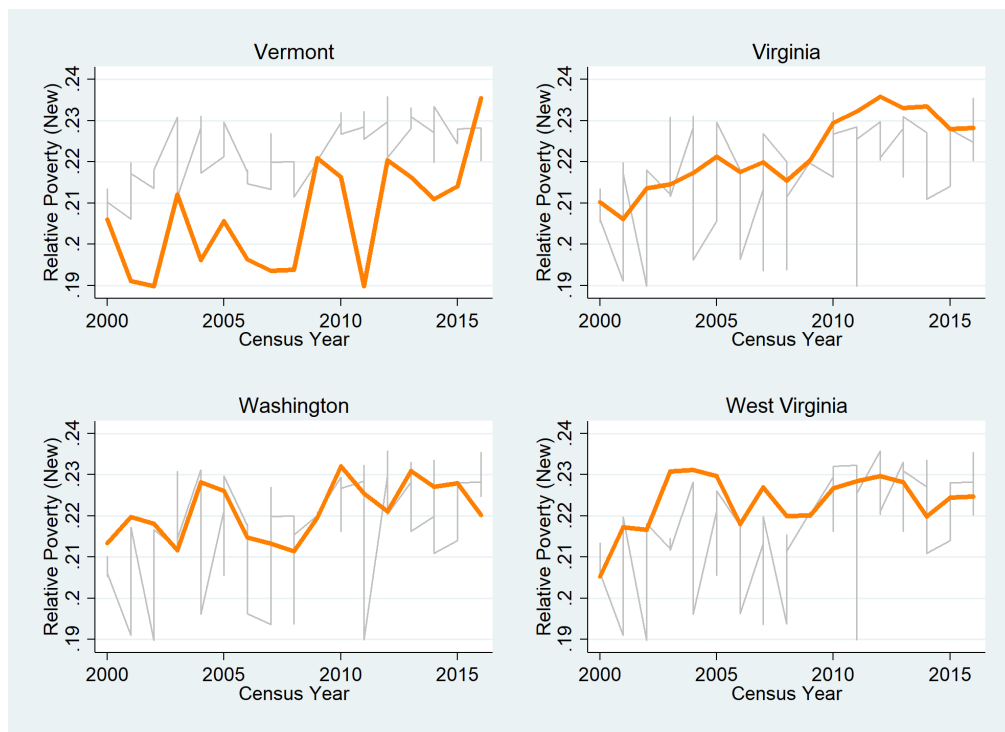 Vermont
Relative Poverty (New)
.19 .2 .21 .22 .23 .24
2000 2005 2010 2015
Census Year
Virginia
Relative Poverty (New)
.19 .2 .21 .22 .23 .24
2000 2005 2010 2015
Census Year
Washington
Relative Poverty (New)
.19 .2 .21 .22 .23 .24
2000 2005 2010 2015
Census Year
West Virginia
Relative Poverty (New)
.19 .2 .21 .22 .23 .24
2000 2005 2010 2015
Census Year